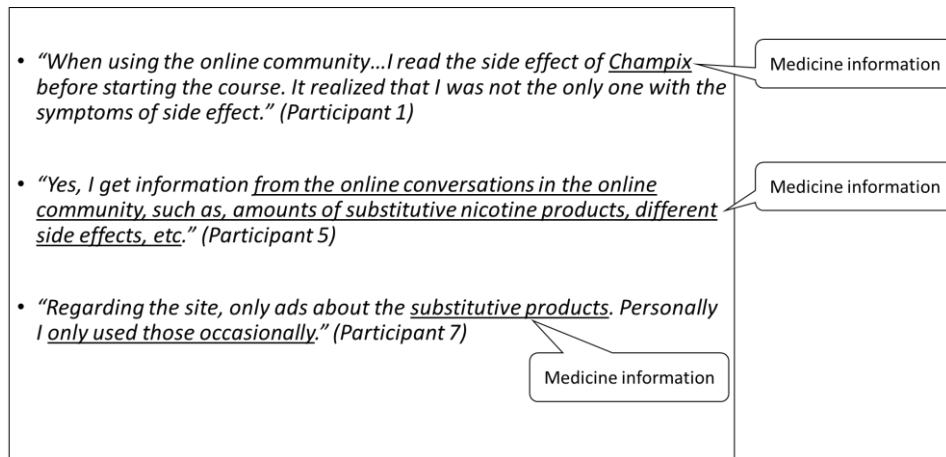 • “When using the online community…I read the side effect of Champix
before starting the course. It realized that I was not the only one with the
symptoms of side effect.” (Participant 1)
Medicine information
• “Yes, I get information from the online conversations in the online
community, such as, amounts of substitutive nicotine products, different
side effects, etc.” (Participant 5)
Medicine information
• “Regarding the site, only ads about the substitutive products. Personally
I only used those occasionally.” (Participant 7)
Medicine information